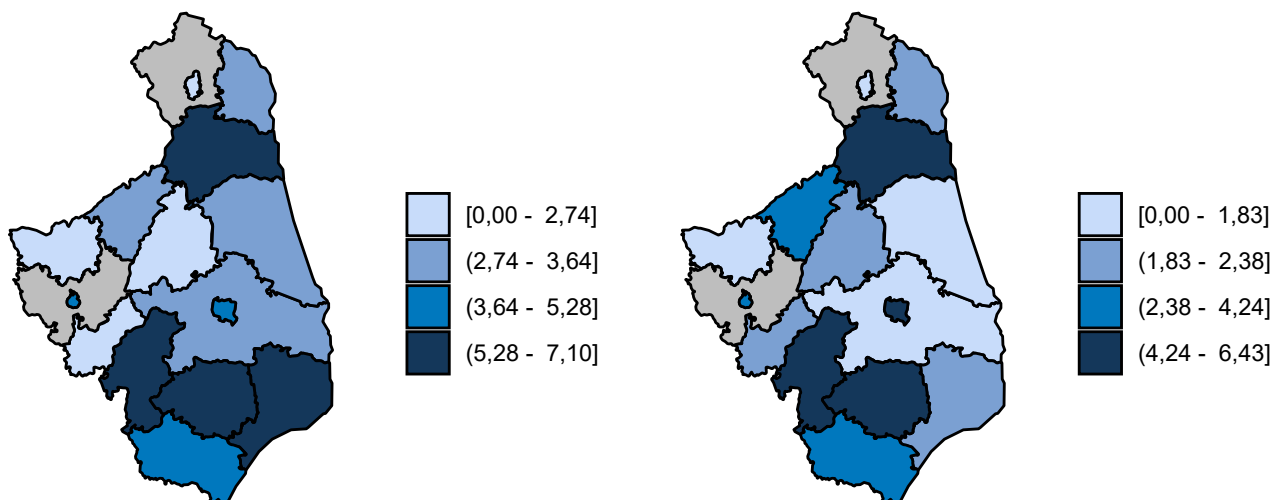 [0,00 - 2,74]
(2,74 - 3,64]
(3,64 - 5,28]
(5,28 - 7,10]
[0,00 - 1,83]
(1,83 - 2,38]
(2,38 - 4,24]
(4,24 - 6,43]